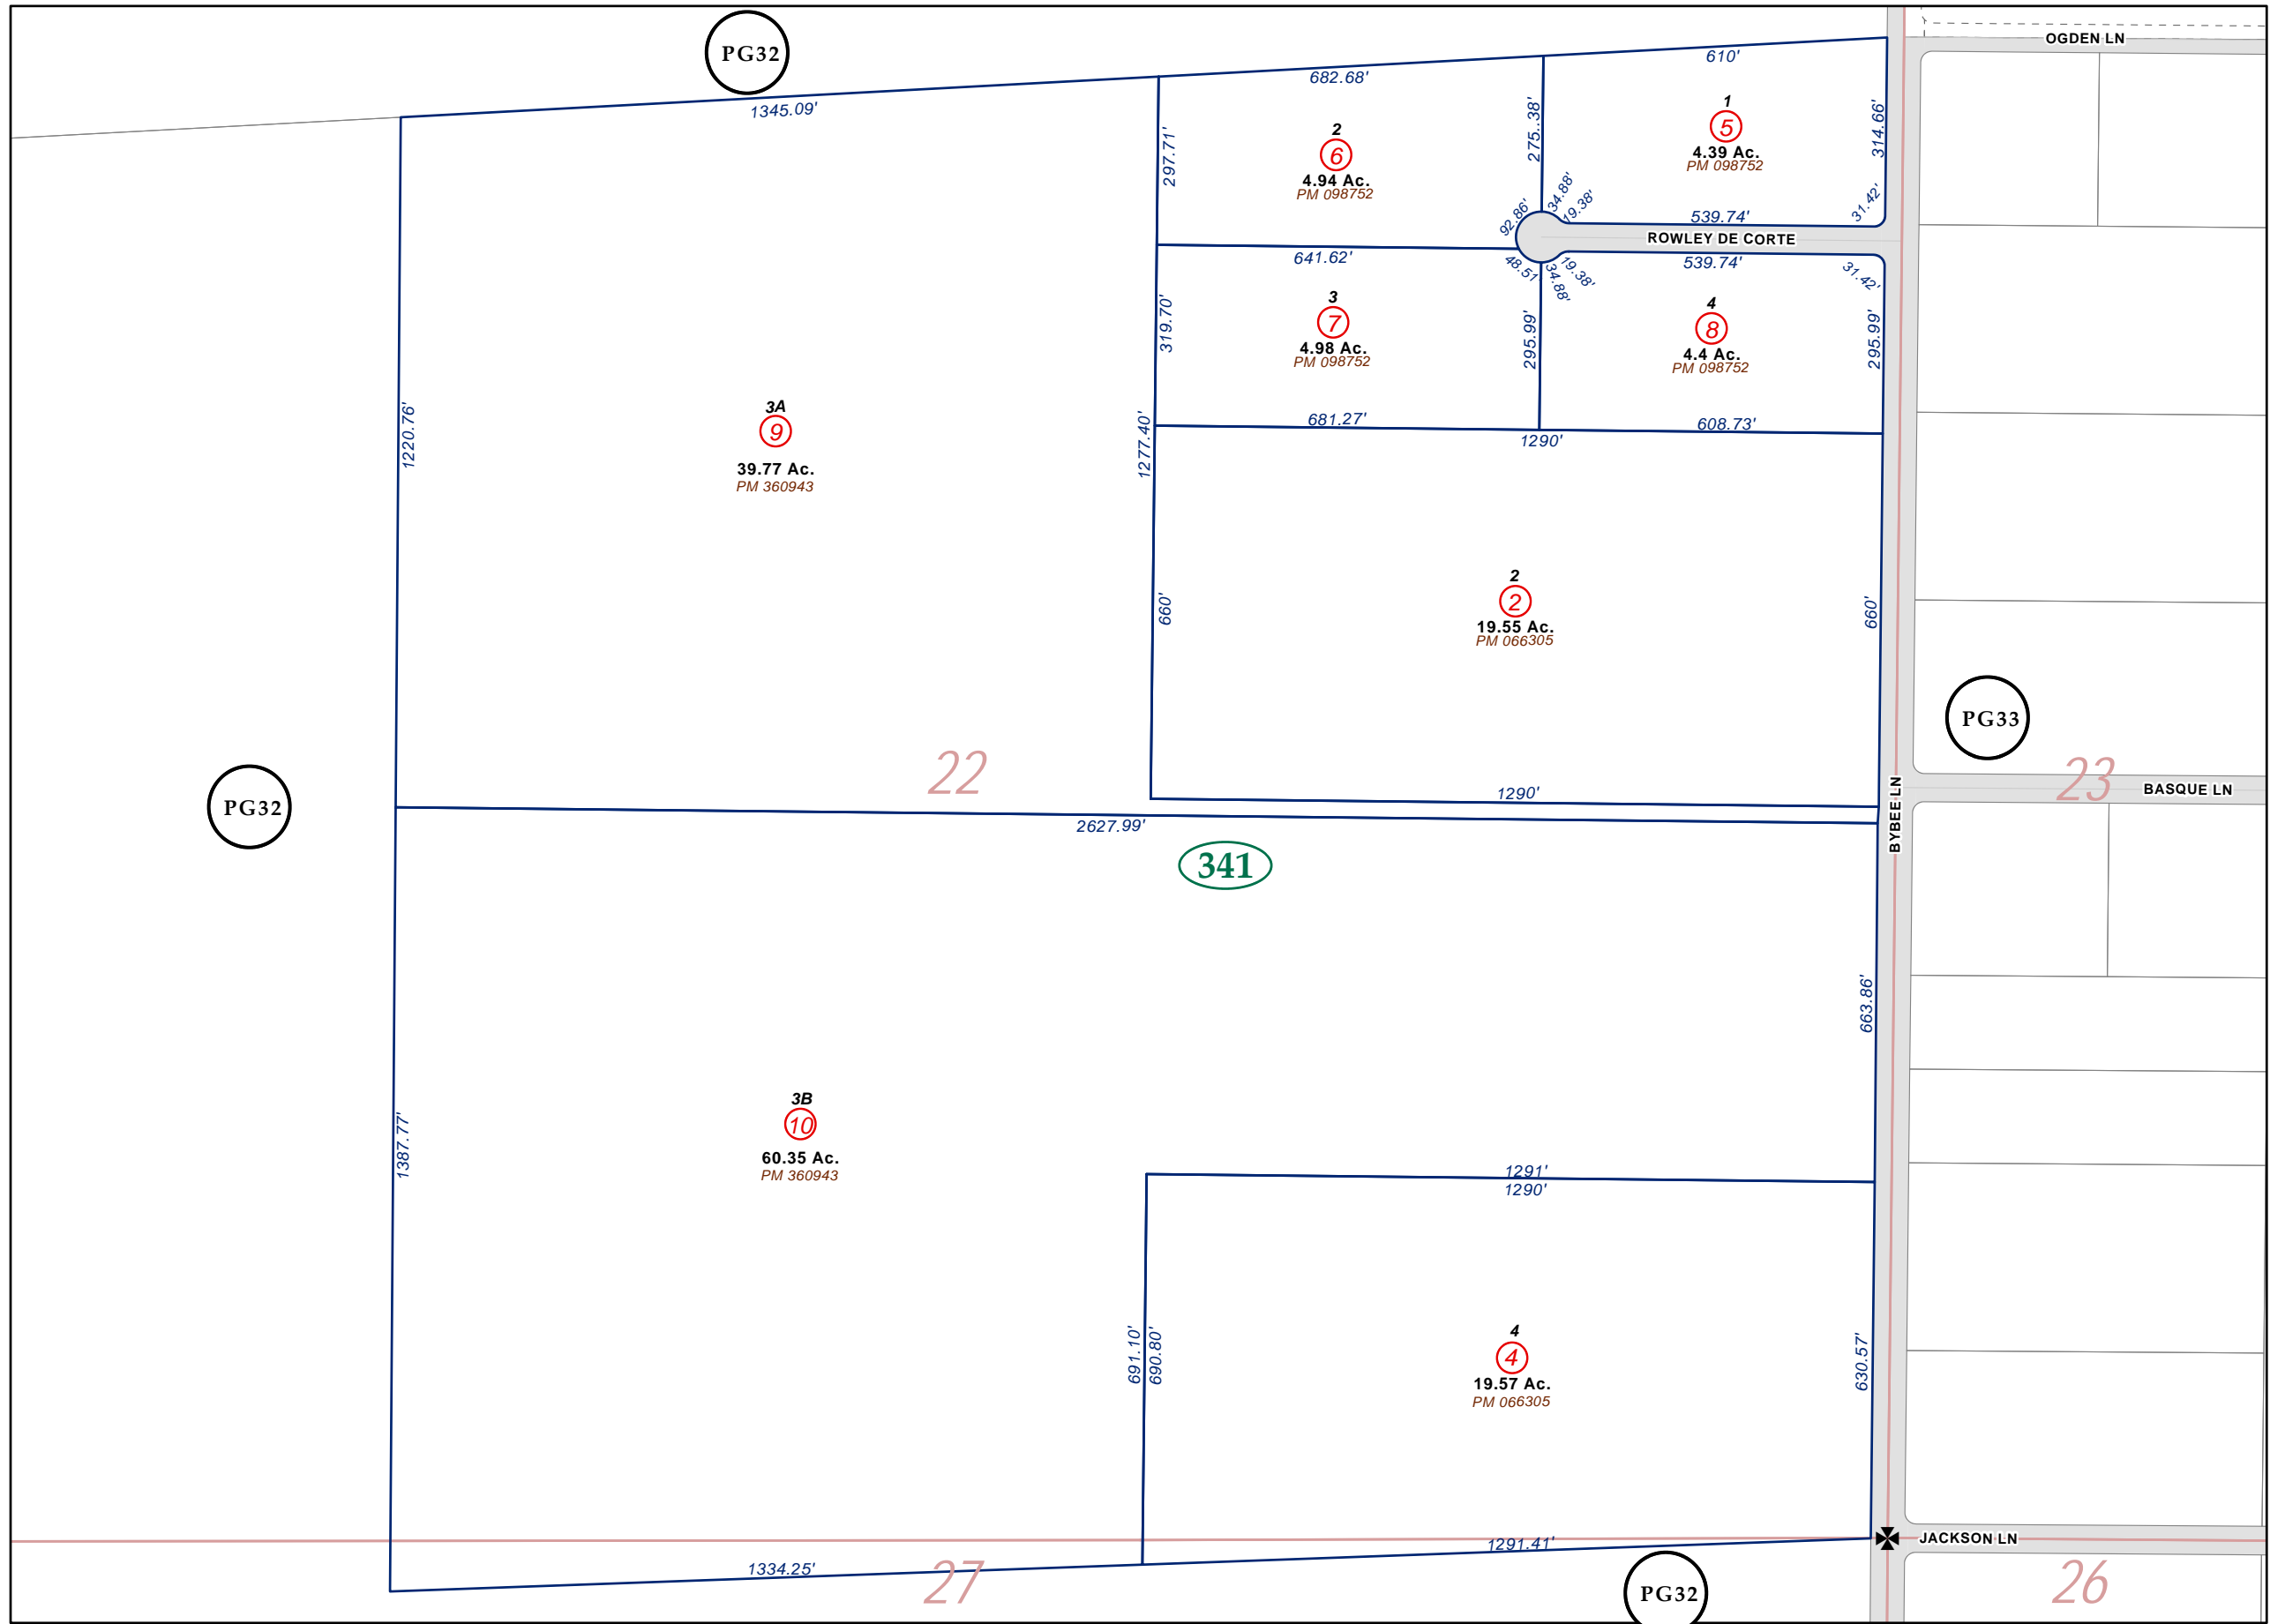 PG32
OGDEN LN
610'
682.68'
1345.09'
1
5
4.39 Ac.
PM 098752
314.66'
275..38'
2
6
4.94 Ac.
PM 098752
297.71'
34.88'
19.38'
31.42'
92.86'
539.74'
ROWLEY DE CORTE
641.62'
539.74'
48.51'
34.88'
19.38'
31.42'
3
7
4.98 Ac.
PM 098752
319.70'
295.99'
4
8
4.4 Ac.
PM 098752
295.99'
3A
9
39.77 Ac.
PM 360943
1220.76'
1277.40'
681.27'
608.73'
1290'
2
2
19.55 Ac.
PM 066305
660'
660'
PG33
22
23
BASQUE LN
BYBEE LN
PG32
1290'
2627.99'
341
663.86'
3B
10
60.35 Ac.
PM 360943
1387.77'
1291'
1290'
691.10'
690.80'
4
4
19.57 Ac.
PM 066305
630.57'
JACKSON LN
1291.41'
1334.25'
27
PG32
26